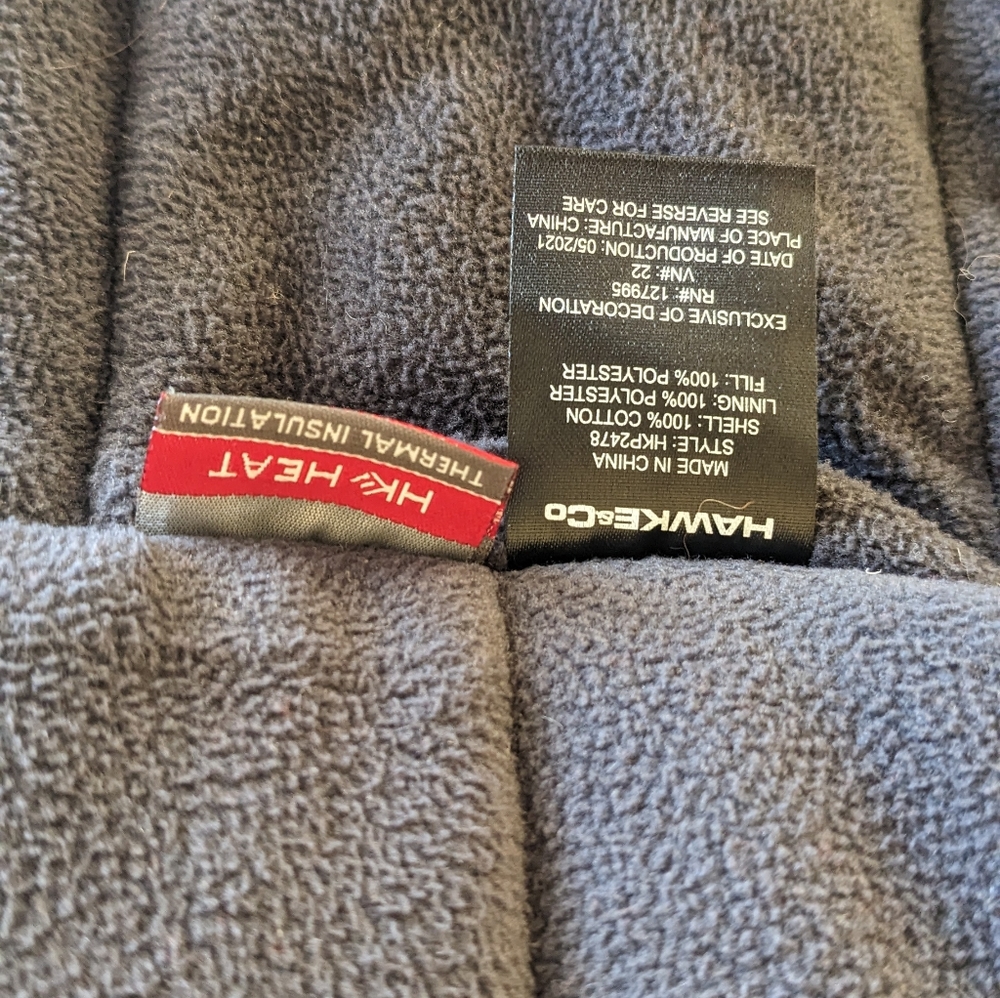 HAWKE&Co
MADE IN CHINA
STYLE: HKP2478
SHELL: 100% COTTON
LINING: 100% POLYESTER
FILL: 100% POLYESTER
EXCLUSIVE OF DECORATION
RN#: 127995
VN#: 22
DATE OF PRODUCTION: 05/2021
PLACE OF MANUFACTURE: CHINA
SEE REVERSE FOR CARE
HK HEAT
THERMAL INSULATION